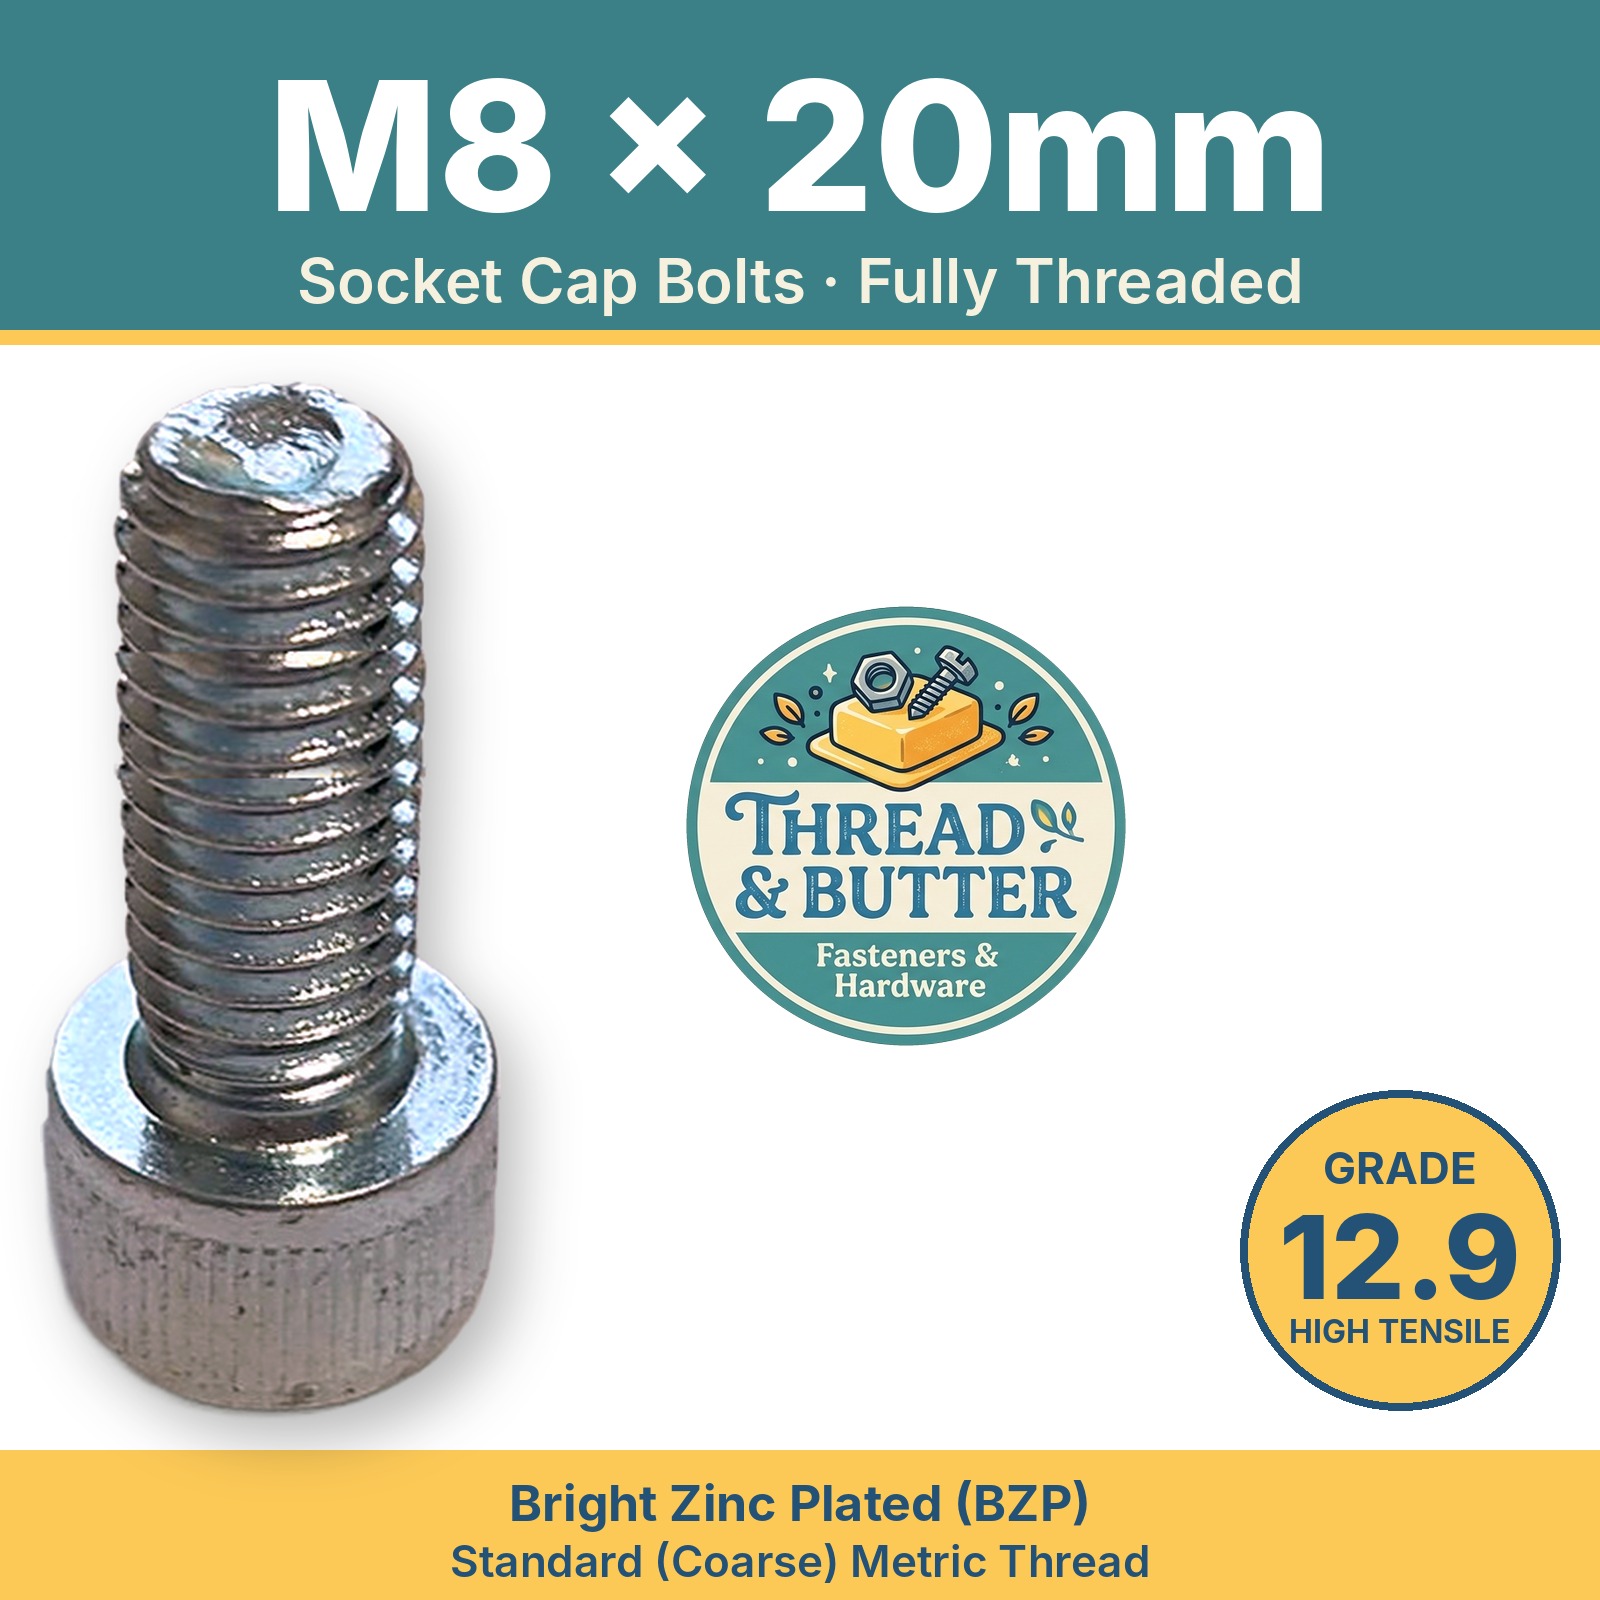 M8 × 20mm
Socket Cap Bolts · Fully Threaded
THREAD
& BUTTER
Fasteners &
Hardware
GRADE
12.9
HIGH TENSILE
Bright Zinc Plated (BZP)
Standard (Coarse) Metric Thread